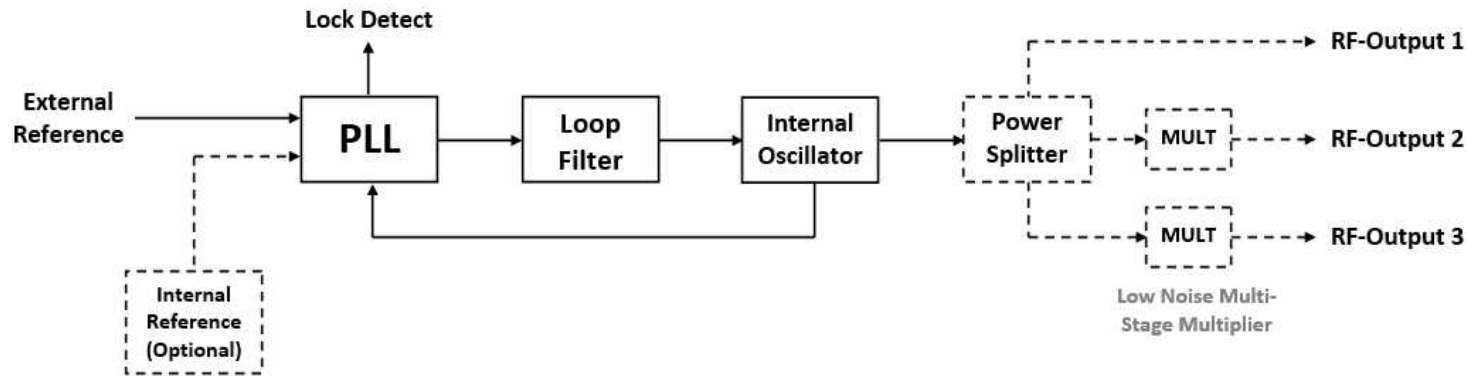 Lock Detect
External
Reference
PLL
Loop
Filter
Internal
Oscillator
Power
Splitter
RF-Output 1
MULT
RF-Output 2
MULT
RF-Output 3
Low Noise Multi-
Stage Multiplier
Internal
Reference
(Optional)